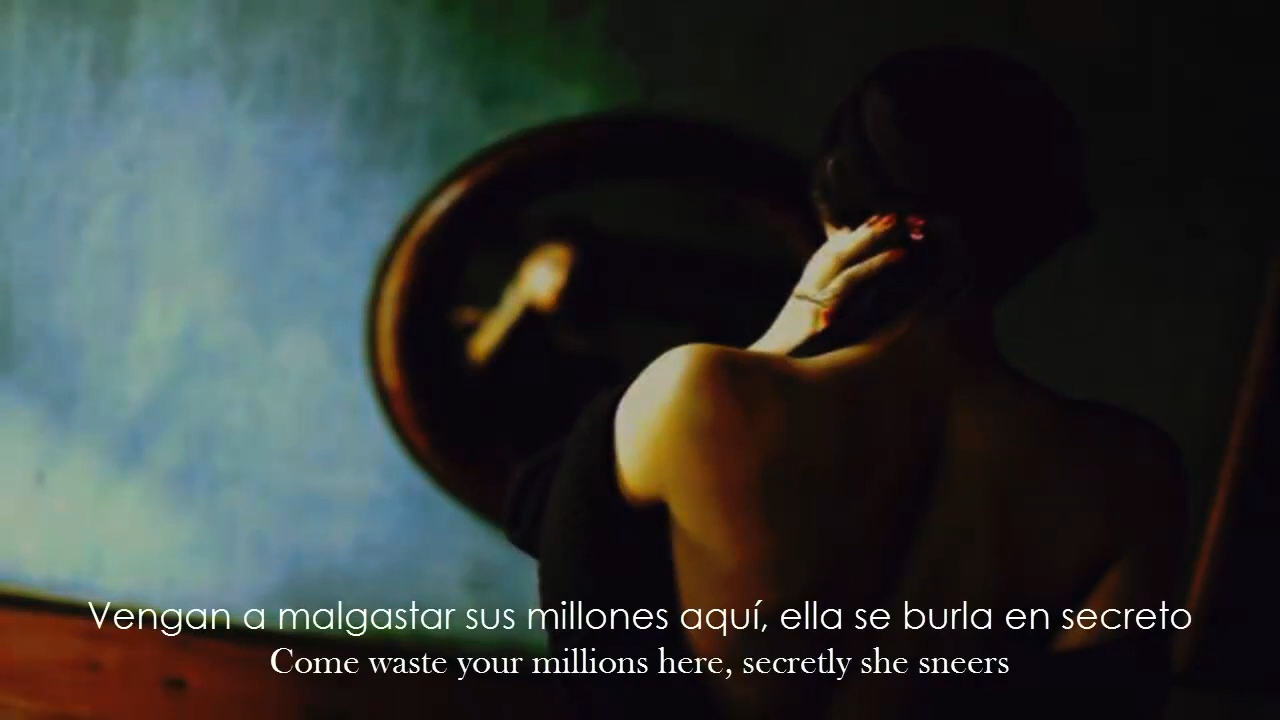 Vengan a malgastar sus millones aquí, ella se burla en secreto
Come waste your millions here, secretly she sneers